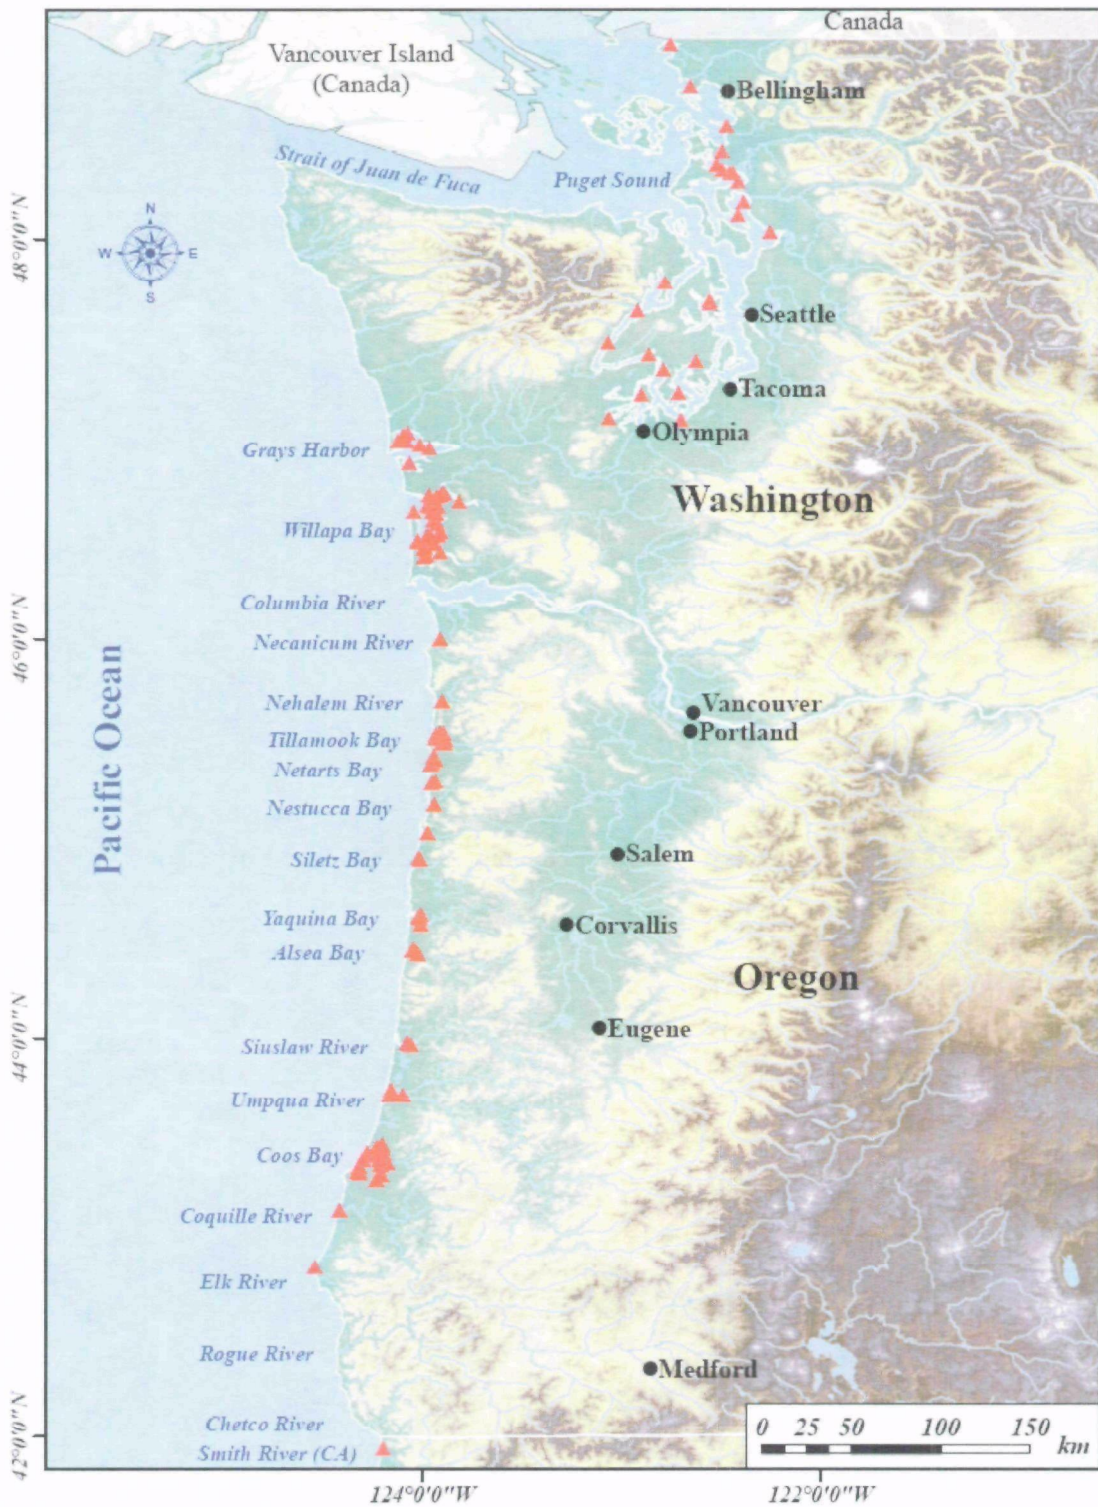 Canada
Vancouver Island
(Canada)
Bellingham
Strait of Juan de Fuca
Puget Sound
N
W
E
S
48°0'0"N
Seattle
Tacoma
Olympia
Grays Harbor
Washington
Willapa Bay
Columbia River
46°0'0"N
Necanicum River
Pacific Ocean
Nehalem River
Vancouver
Portland
Tillamook Bay
Netarts Bay
Nestucca Bay
Salem
Siletz Bay
Yaquina Bay
Corvallis
Alsea Bay
Oregon
Eugene
44°0'0"N
Siuslaw River
Umpqua River
Coos Bay
Coquille River
Elk River
Rogue River
Medford
Chetco River
42°0'0"N
Smith River (CA)
0 25 50 100 150
km
124°0'0"W
122°0'0"W